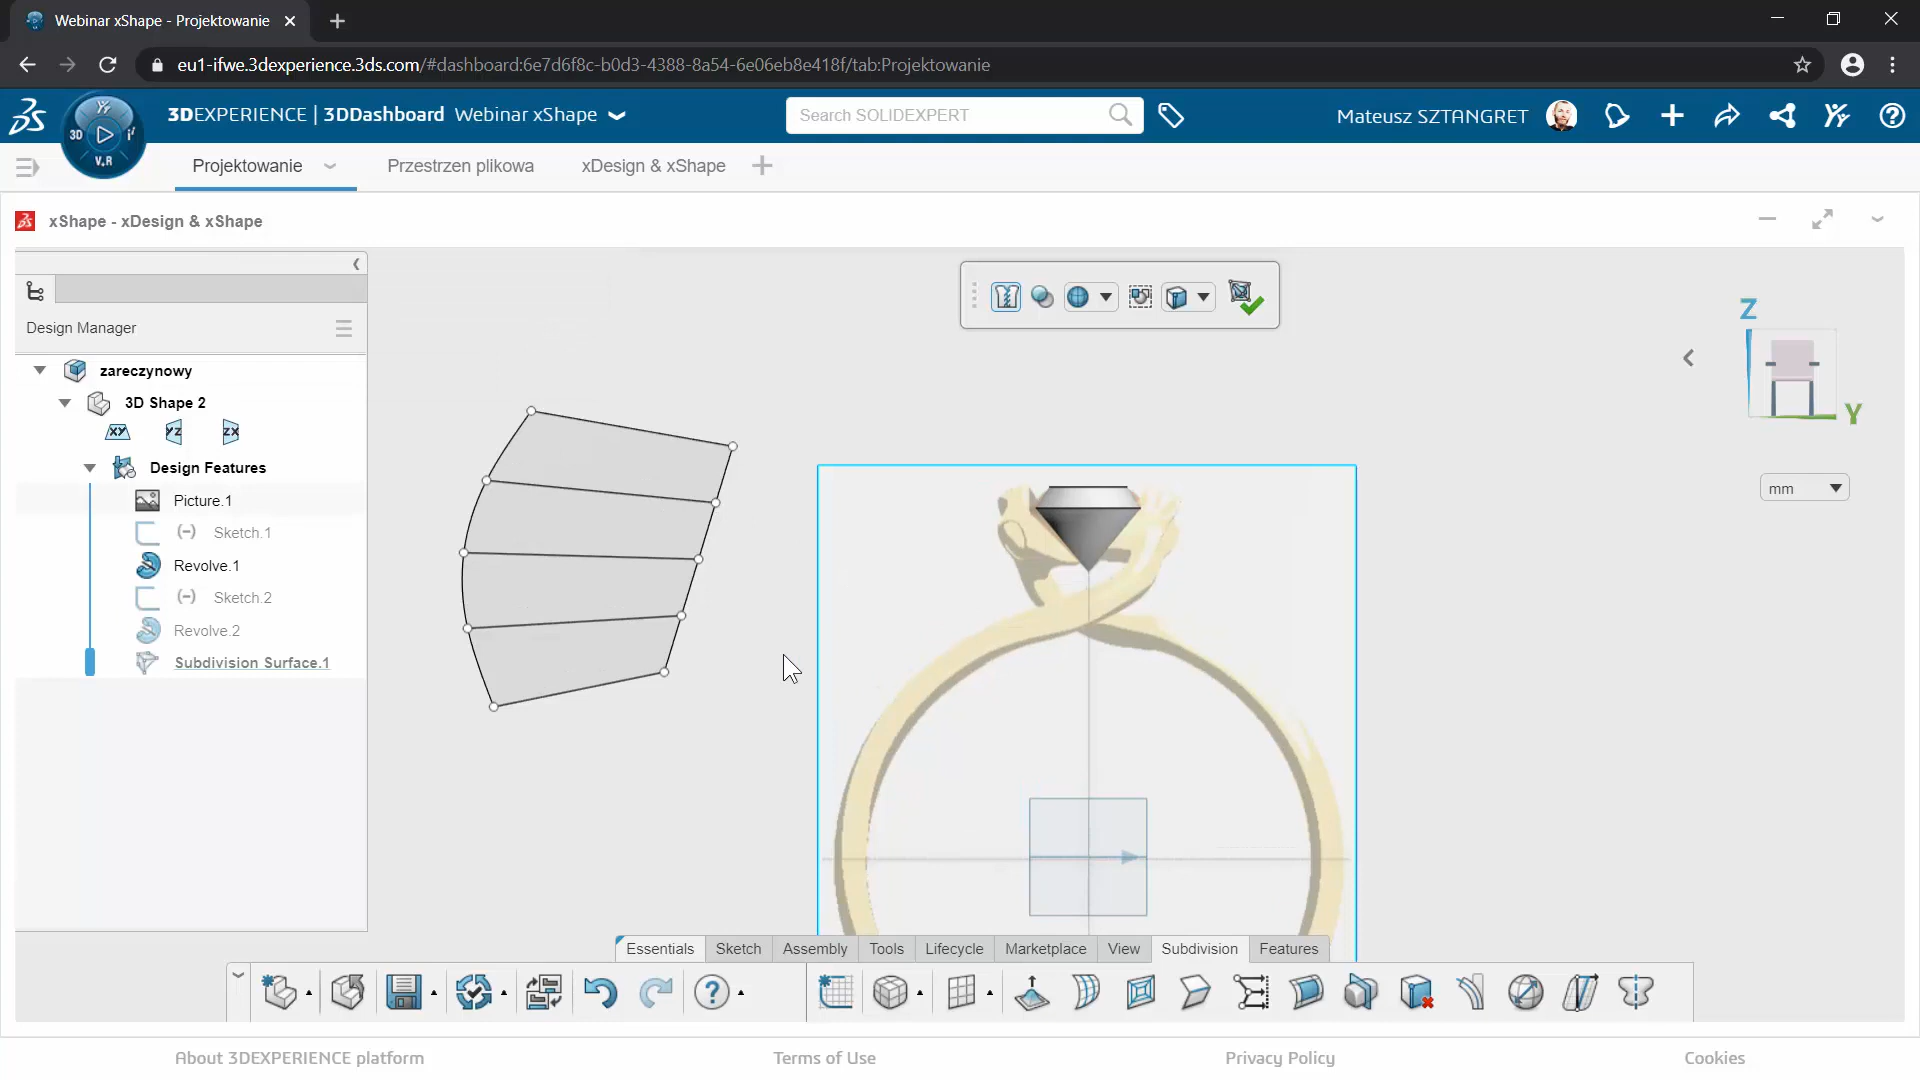 Webinar xShape - Projektowanie
eu1-ifwe.3dexperience.3ds.com/#dashboard:6e7d6f8c-b0d3-4388-8a54-6e06eb8e418f/tab:Projektowanie
3DEXPERIENCE | 3DDashboard Webinar xShape
Search SOLIDEXPERT
Mateusz SZTANGRET
3D
V.R
Projektowanie
Przestrzen plikowa
xDesign & xShape
xShape - xDesign & xShape
Design Manager
zareczynowy
3D Shape 2
XY
YZ
ZX
Design Features
Picture.1
(-) Sketch.1
Revolve.1
(-) Sketch.2
Revolve.2
Subdivision Surface.1
Z
Y
mm
Essentials
Sketch
Assembly
Tools
Lifecycle
Marketplace
View
Subdivision
Features
About 3DEXPERIENCE platform
Terms of Use
Privacy Policy
Cookies